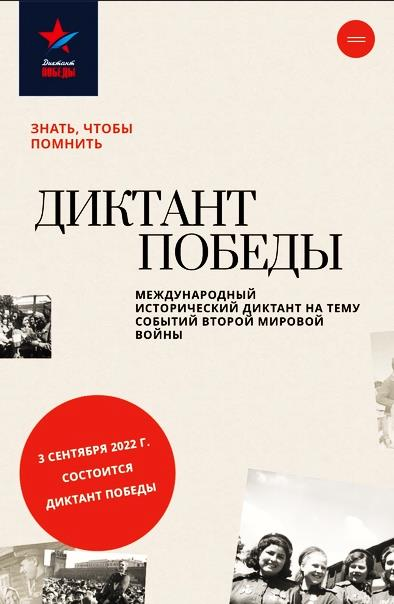 Диктант
ПОБЕДЫ
ЗНАТЬ, ЧТОБЫ
ПОМНИТЬ
ДИКТАНТ
ПОБЕДЫ
МЕЖДУНАРОДНЫЙ
ИСТОРИЧЕСКИЙ ДИКТАНТ НА ТЕМУ
СОБЫТИЙ ВТОРОЙ МИРОВОЙ
ВОЙНЫ
3 СЕНТЯБРЯ 2022 Г.
СОСТОИТСЯ
ДИКТАНТ ПОБЕДЫ